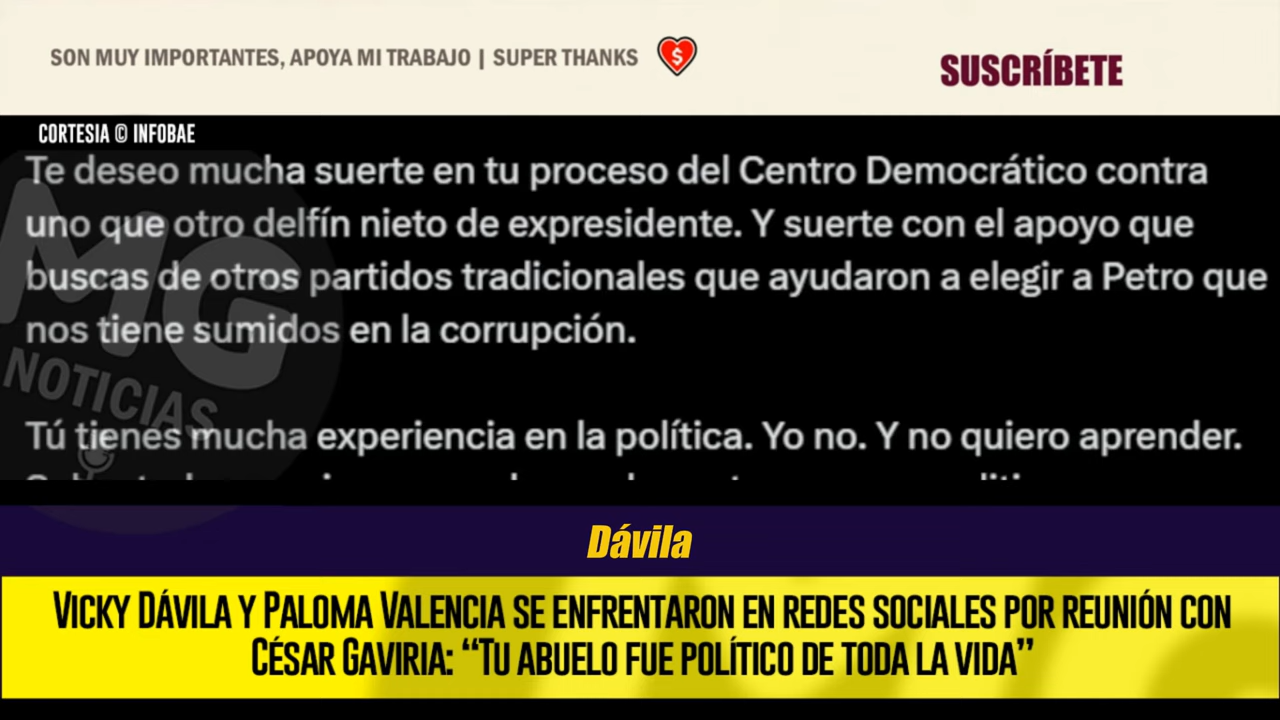 SON MUY IMPORTANTES, APOYA MI TRABAJO | SUPER THANKS
SUSCRÍBETE
CORTESIA © INFOBAE
Te deseo mucha suerte en tu proceso del Centro Democrático contra
uno que otro delfín nieto de expresidente. Y suerte con el apoyo que
buscas de otros partidos tradicionales que ayudaron a elegir a Petro que
nos tiene sumidos en la corrupción.
Tú tienes mucha experiencia en la política. Yo no. Y no quiero aprender.
MG
NOTICIAS
Dávila
VICKY DÁVILA Y PALOMA VALENCIA SE ENFRENTARON EN REDES SOCIALES POR REUNIÓN CON
CÉSAR GAVIRIA: “TU ABUELO FUE POLÍTICO DE TODA LA VIDA”